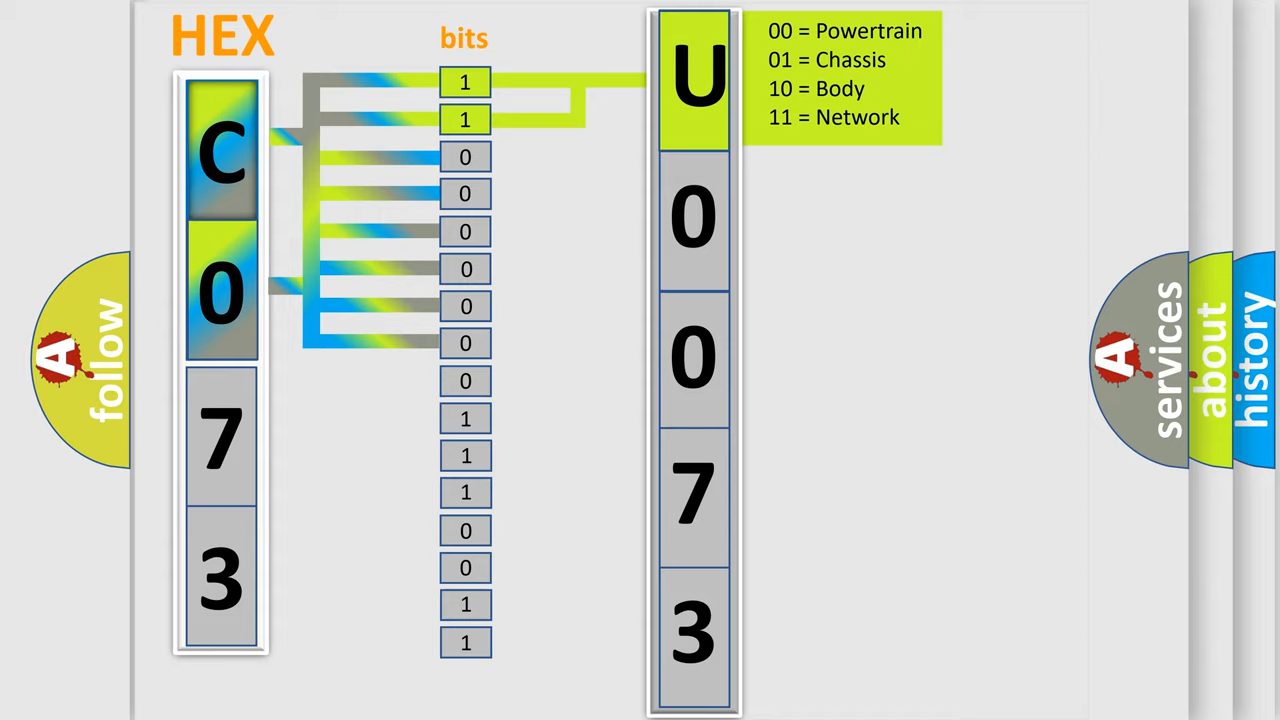 HEX
bits
C
0
7
3
1
1
0
0
0
0
0
0
0
1
1
1
0
0
1
1
U
0
0
7
3
00 = Powertrain
01 = Chassis
10 = Body
11 = Network
A
follow
A
services
about
history